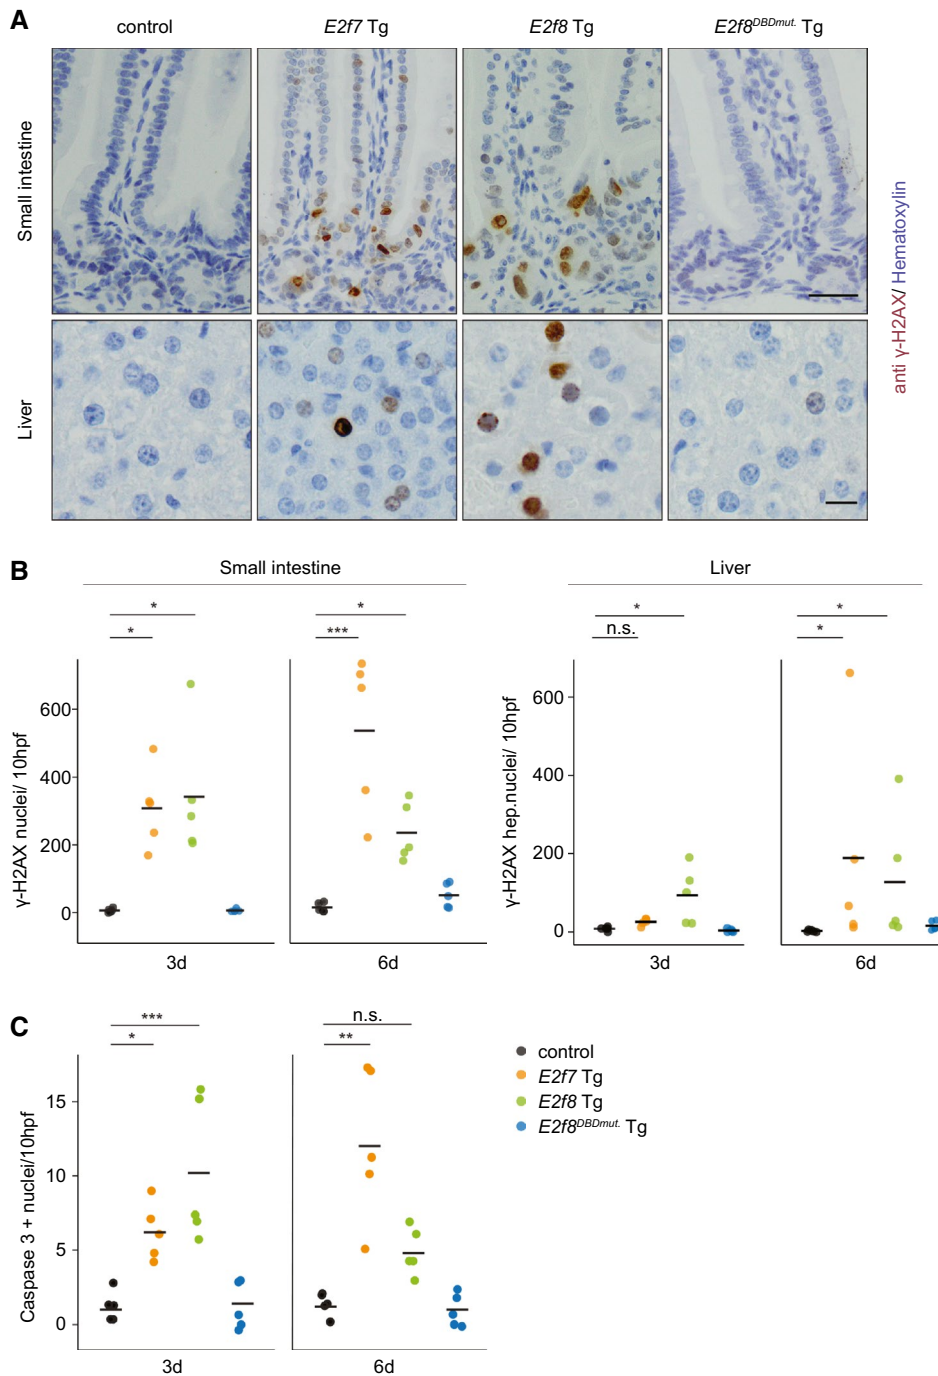 A
control
E2f7 Tg
E2f8 Tg
E2f8DBDmut. Tg
Small intestine
Liver
anti γ-H2AX/ Hematoxylin
B
Small intestine
Liver
*
*
*
***
*
n.s.
*
*
γ-H2AX nuclei/ 10hpf
600
400
200
0
3d
6d
γ-H2AX hep.nuclei/ 10hpf
600
400
200
0
3d
6d
C
***
*
n.s.
**
Caspase 3 + nuclei/10hpf
15
10
5
0
3d
6d
control
E2f7 Tg
E2f8 Tg
E2f8DBDmut. Tg